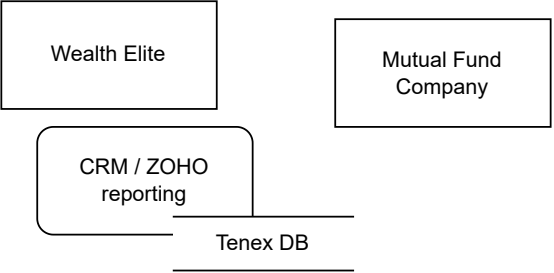 Wealth Elite
Mutual Fund
Company
CRM / ZOHO
reporting
Tenex DB